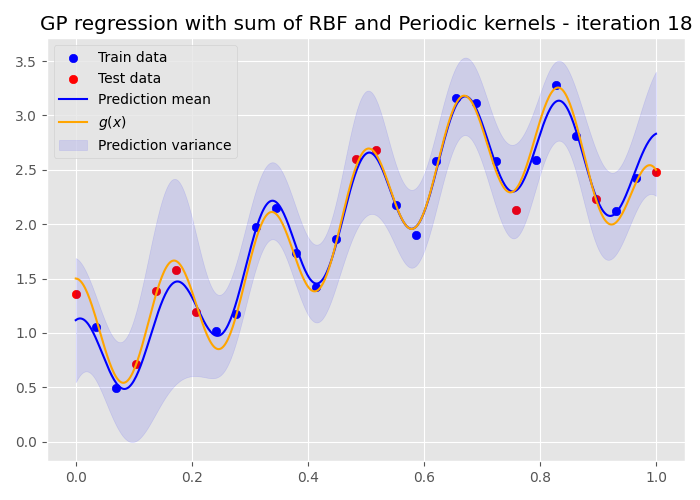 GP regression with sum of RBF and Periodic kernels - iteration 18
Train data
Test data
Prediction mean
g(x)
Prediction variance
3.5
3.0
2.5
2.0
1.5
1.0
0.5
0.0
0.0 0.2 0.4 0.6 0.8 1.0